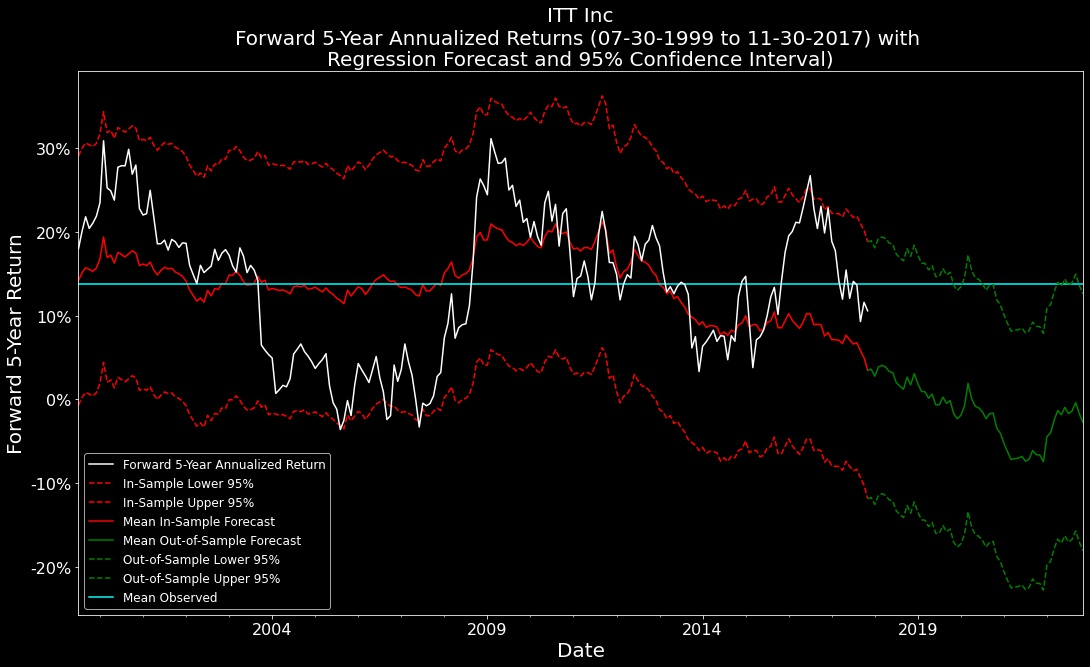 ITT Inc
Forward 5-Year Annualized Returns (07-30-1999 to 11-30-2017) with
Regression Forecast and 95% Confidence Interval)
Forward 5-Year Return
30%
20%
10%
0%
-10%
-20%
Forward 5-Year Annualized Return
In-Sample Lower 95%
In-Sample Upper 95%
Mean In-Sample Forecast
Mean Out-of-Sample Forecast
Out-of-Sample Lower 95%
Out-of-Sample Upper 95%
Mean Observed
2004
2009
2014
2019
Date